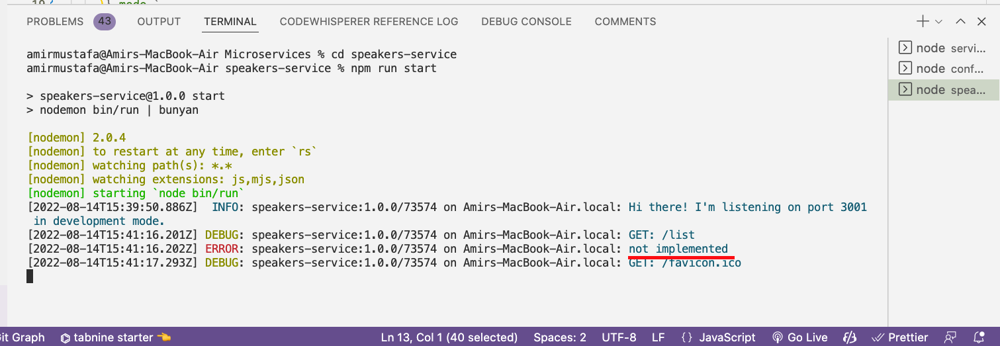 PROBLEMS 43 OUTPUT TERMINAL CODEWHISPERER REFERENCE LOG DEBUG CONSOLE COMMENTS
amirmustafa@Amirs-MacBook-Air Microservices % cd speakers-service
amirmustafa@Amirs-MacBook-Air speakers-service % npm run start
> speakers-service@1.0.0 start
> nodemon bin/run | bunyan
[nodemon] 2.0.4
[nodemon] to restart at any time, enter `rs`
[nodemon] watching path(s): *.*
[nodemon] watching extensions: js,mjs,json
[nodemon] starting `node bin/run`
[2022-08-14T15:39:50.886Z]  INFO: speakers-service:1.0.0/73574 on Amirs-MacBook-Air.local: Hi there! I'm listening on port 3001
 in development mode.
[2022-08-14T15:41:16.201Z] DEBUG: speakers-service:1.0.0/73574 on Amirs-MacBook-Air.local: GET: /list
[2022-08-14T15:41:16.202Z] ERROR: speakers-service:1.0.0/73574 on Amirs-MacBook-Air.local: not implemented
[2022-08-14T15:41:17.293Z] DEBUG: speakers-service:1.0.0/73574 on Amirs-MacBook-Air.local: GET: /favicon.ico
node servi...
node conf...
node spea...
it Graph tabnine starter Ln 13, Col 1 (40 selected) Spaces: 2 UTF-8 LF {} JavaScript Go Live Prettier